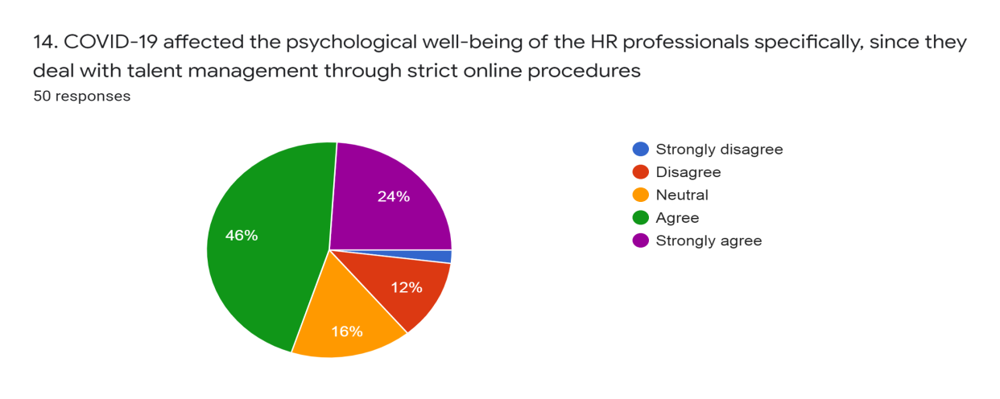 14. COVID-19 affected the psychological well-being of the HR professionals specifically, since they
deal with talent management through strict online procedures
50 responses
Strongly disagree
Disagree
Neutral
Agree
Strongly agree
24%
46%
12%
16%